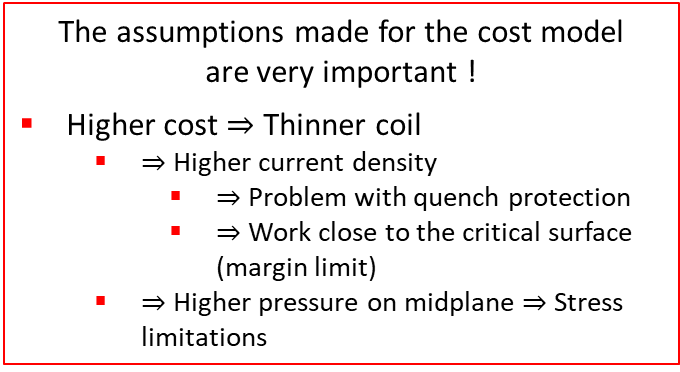 The assumptions made for the cost model
are very important !
▪ Higher cost ⇒ Thinner coil
▪ ⇒ Higher current density
▪ ⇒ Problem with quench protection
▪ ⇒ Work close to the critical surface
(margin limit)
▪ ⇒ Higher pressure on midplane ⇒ Stress
limitations